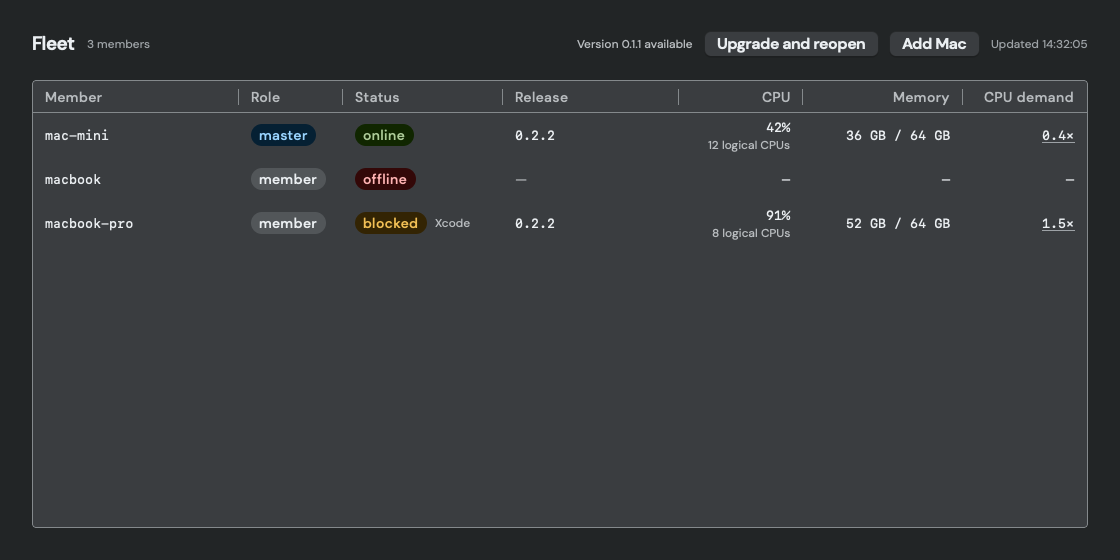 Fleet 3 members Version 0.1.1 available Upgrade and reopen Add Mac Updated 14:32:05
Member Role Status Release CPU Memory CPU demand
mac-mini master online 0.2.2 42% 36 GB / 64 GB 0.4×
12 logical CPUs
macbook member offline — – – –
macbook-pro member blocked Xcode 0.2.2 91% 52 GB / 64 GB 1.5×
8 logical CPUs